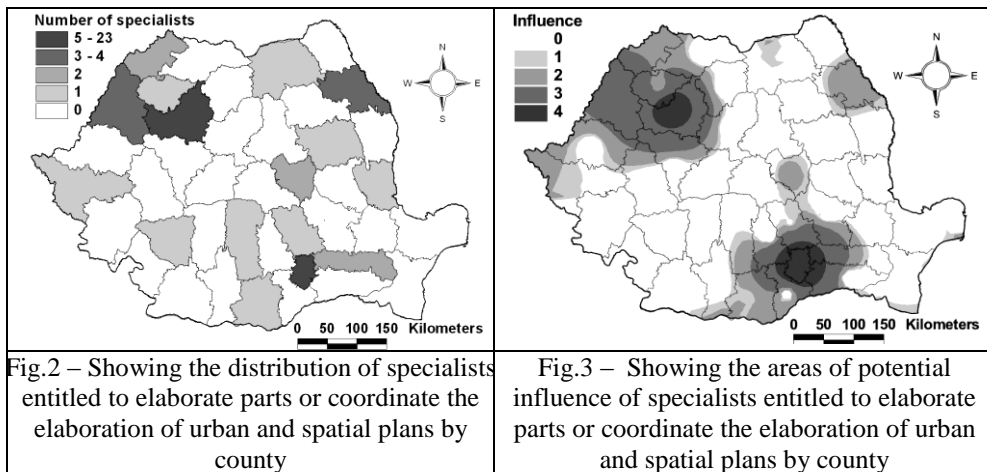 Number of specialists
5 - 23
3 - 4
2
1
0
N
W E
S
0 50 100 150 Kilometers
Influence
0
1
2
3
4
N
W E
S
0 50 100 150 Kilometers
Fig.2 – Showing the distribution of specialists
entitled to elaborate parts or coordinate the
elaboration of urban and spatial plans by
county
Fig.3 – Showing the areas of potential
influence of specialists entitled to elaborate
parts or coordinate the elaboration of urban
and spatial plans by county